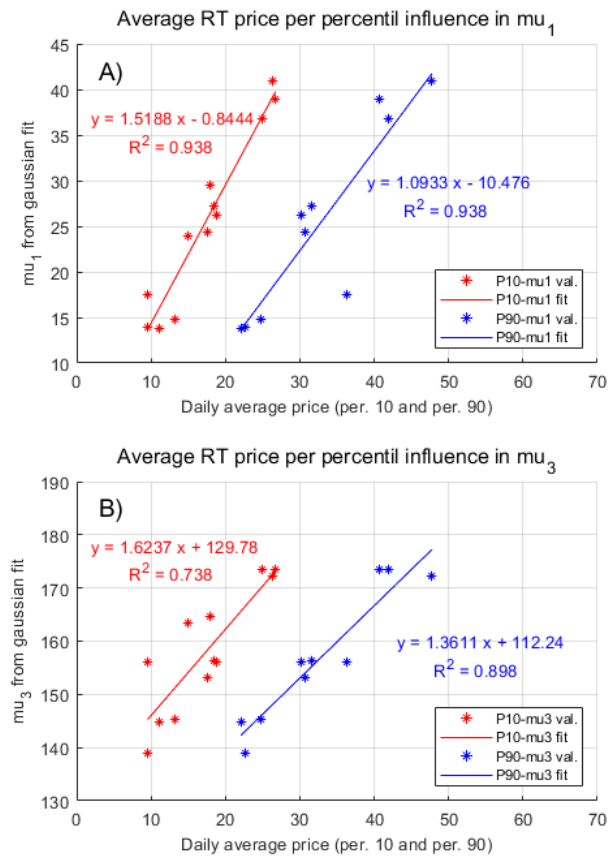 Average RT price per percentil influence in mu1
45
40
35
30
25
20
15
10
A)
y = 1.5188 x - 0.8444
R2 = 0.938
y = 1.0933 x - 10.476
R2 = 0.938
P10-mu1 val.
P10-mu1 fit
P90-mu1 val.
P90-mu1 fit
mu1 from gaussian fit
0 10 20 30 40 50 60 70
Daily average price (per. 10 and per. 90)
Average RT price per percentil influence in mu3
190
180
170
160
150
140
130
B)
y = 1.6237 x + 129.78
R2 = 0.738
y = 1.3611 x + 112.24
R2 = 0.898
P10-mu3 val.
P10-mu3 fit
P90-mu3 val.
P90-mu3 fit
mu3 from gaussian fit
0 10 20 30 40 50 60 70
Daily average price (per. 10 and per. 90)